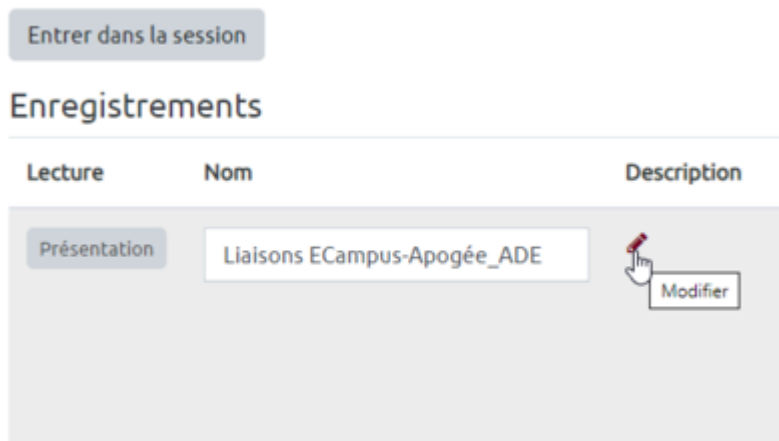 Entrer dans la session
Enregistrements
Lecture Nom Description
Présentation Liaisons ECampus-Apogée_ADE
Modifier